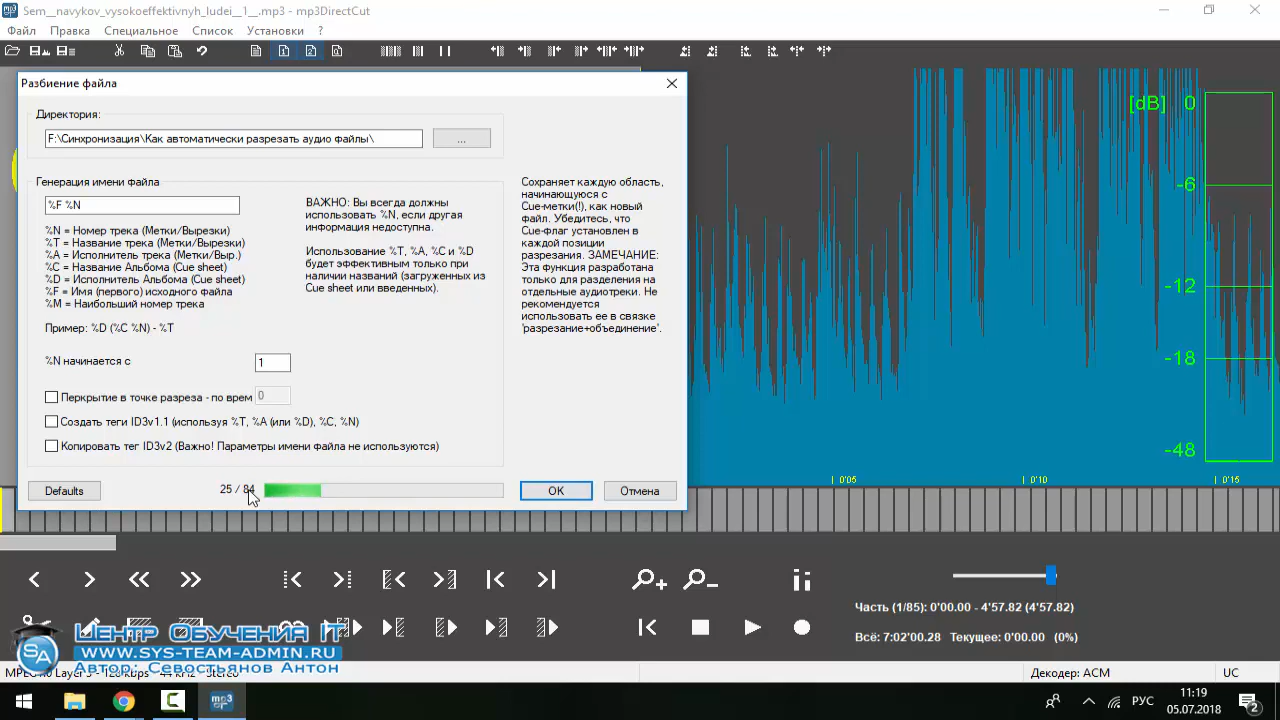 Sem__navykov_vysokoeffektivnyh_ludei__1__.mp3 - mp3DirectCut
Файл Правка Специальное Список Установки ?
Разбиение файла
Директория:
F:\Синхронизация\Как автоматически разрезать аудио Файлы\
...
Генерация имени Файла
%F %N
%N = Номер трека (Метки/Вырезки)
%T = Название трека (Метки/Вырезки)
%A = Исполнитель трека (Метки/Выр.)
%C = Название Альбома (Cue sheet)
%D = Исполнитель Альбома (Cue sheet)
%F = Имя (первого) исходного файла
%M = Наибольший номер трека
Пример: %D (%C %N) - %T
ВАЖНО: Вы всегда должны
использовать %N, если другая
информация недоступна.
Использование %T, %A, %C и %D
будет эффективным только при
наличии названий (загруженных из
Cue sheet или введенных).
Сохраняет каждую область,
начинающуюся с
Cue-метки(!), как новый
файл. Убедитесь, что
Cue-флаг установлен в
каждой позиции
разрезания. ЗАМЕЧАНИЕ:
Эта функция разработана
только для разделения на
отдельные аудиотреки. Не
рекомендуется
использовать ее в связке
'разрезание+объединение'.
%N начинается с
1
Перкрытие в точке разреза - по врем
0
Создать теги ID3v1.1 (используя %T, %A (или %D), %C, %N)
Копировать тег ID3v2 (Важно! Параметры имени файла не используются)
Defaults
25 / 84
OK
Отмена
[dB] 0
-6
-12
-18
-48
0'05 0'10 0'15
Часть (1/85): 0'00.00 - 4'57.82 (4'57.82)
Всё: 7:02'00.28 Текущее: 0'00.00 (0%)
Центр Обучения IT
www.sys-team-admin.ru
Автор: Севостьянов Антон
SA
Декодер: ACM
UC
mp3
РУС
11:19
05.07.2018
2